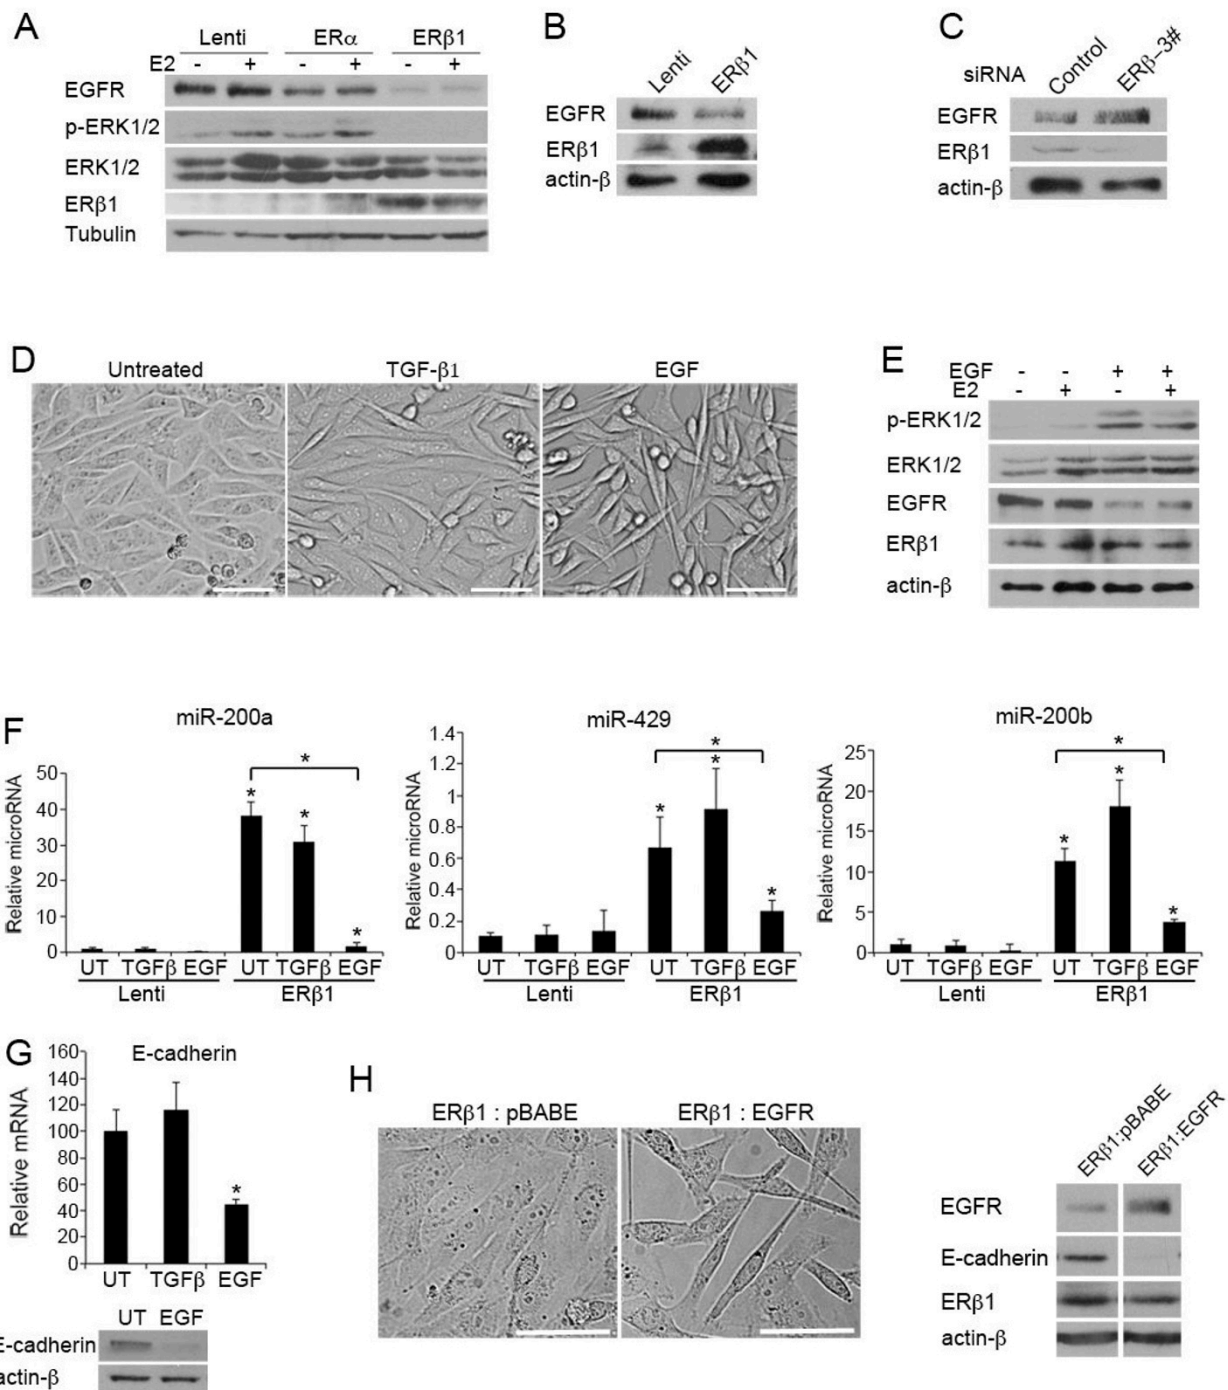 A
Lenti ERα ERβ1
E2 - + - + - +
EGFR
p-ERK1/2
ERK1/2
ERβ1
Tubulin
B
Lenti ERβ1
EGFR
ERβ1
actin-β
C
siRNA Control ERβ-3#
EGFR
ERβ1
actin-β
D
Untreated TGF-β1 EGF
E
EGF - - + +
E2 - + - +
p-ERK1/2
ERK1/2
EGFR
ERβ1
actin-β
F
miR-200a
Relative microRNA
50
40
30
20
10
0
* * * *
UT TGFβ EGF UT TGFβ EGF
Lenti ERβ1
miR-429
Relative microRNA
1.4
1.2
1
0.8
0.6
0.4
0.2
0
* * * *
UT TGFβ EGF UT TGFβ EGF
Lenti ERβ1
miR-200b
Relative microRNA
25
20
15
10
5
0
* * * *
UT TGFβ EGF UT TGFβ EGF
Lenti ERβ1
G
E-cadherin
Relative mRNA
160
140
120
100
80
60
40
20
0
*
UT TGFβ EGF
UT EGF
E-cadherin
actin-β
H
ERβ1 : pBABE ERβ1 : EGFR
ERβ1:pBABE ERβ1:EGFR
EGFR
E-cadherin
ERβ1
actin-β